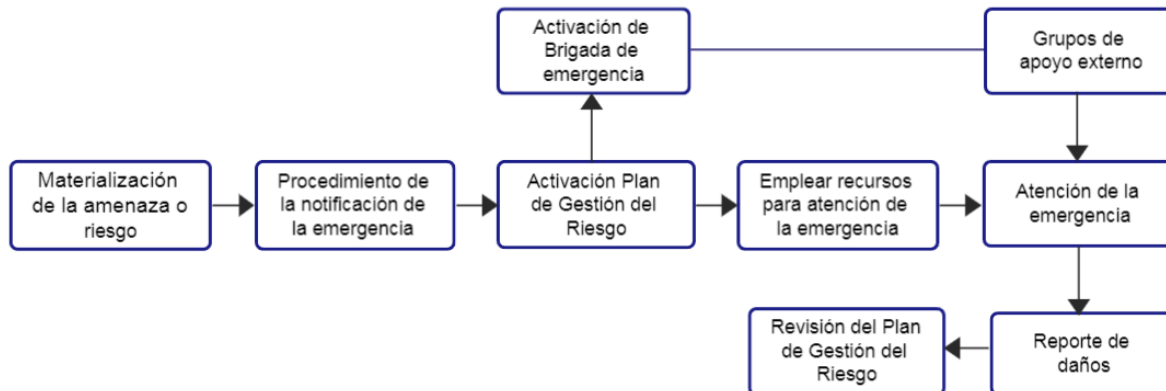 Activación de
Brigada de
emergencia
Grupos de
apoyo externo
Materialización
de la amenaza o
riesgo
Procedimiento de
la notificación de
la emergencia
Activación Plan
de Gestión del
Riesgo
Emplear recursos
para atención de
la emergencia
Atención de la
emergencia
Revisión del Plan
de Gestión del
Riesgo
Reporte de
daños